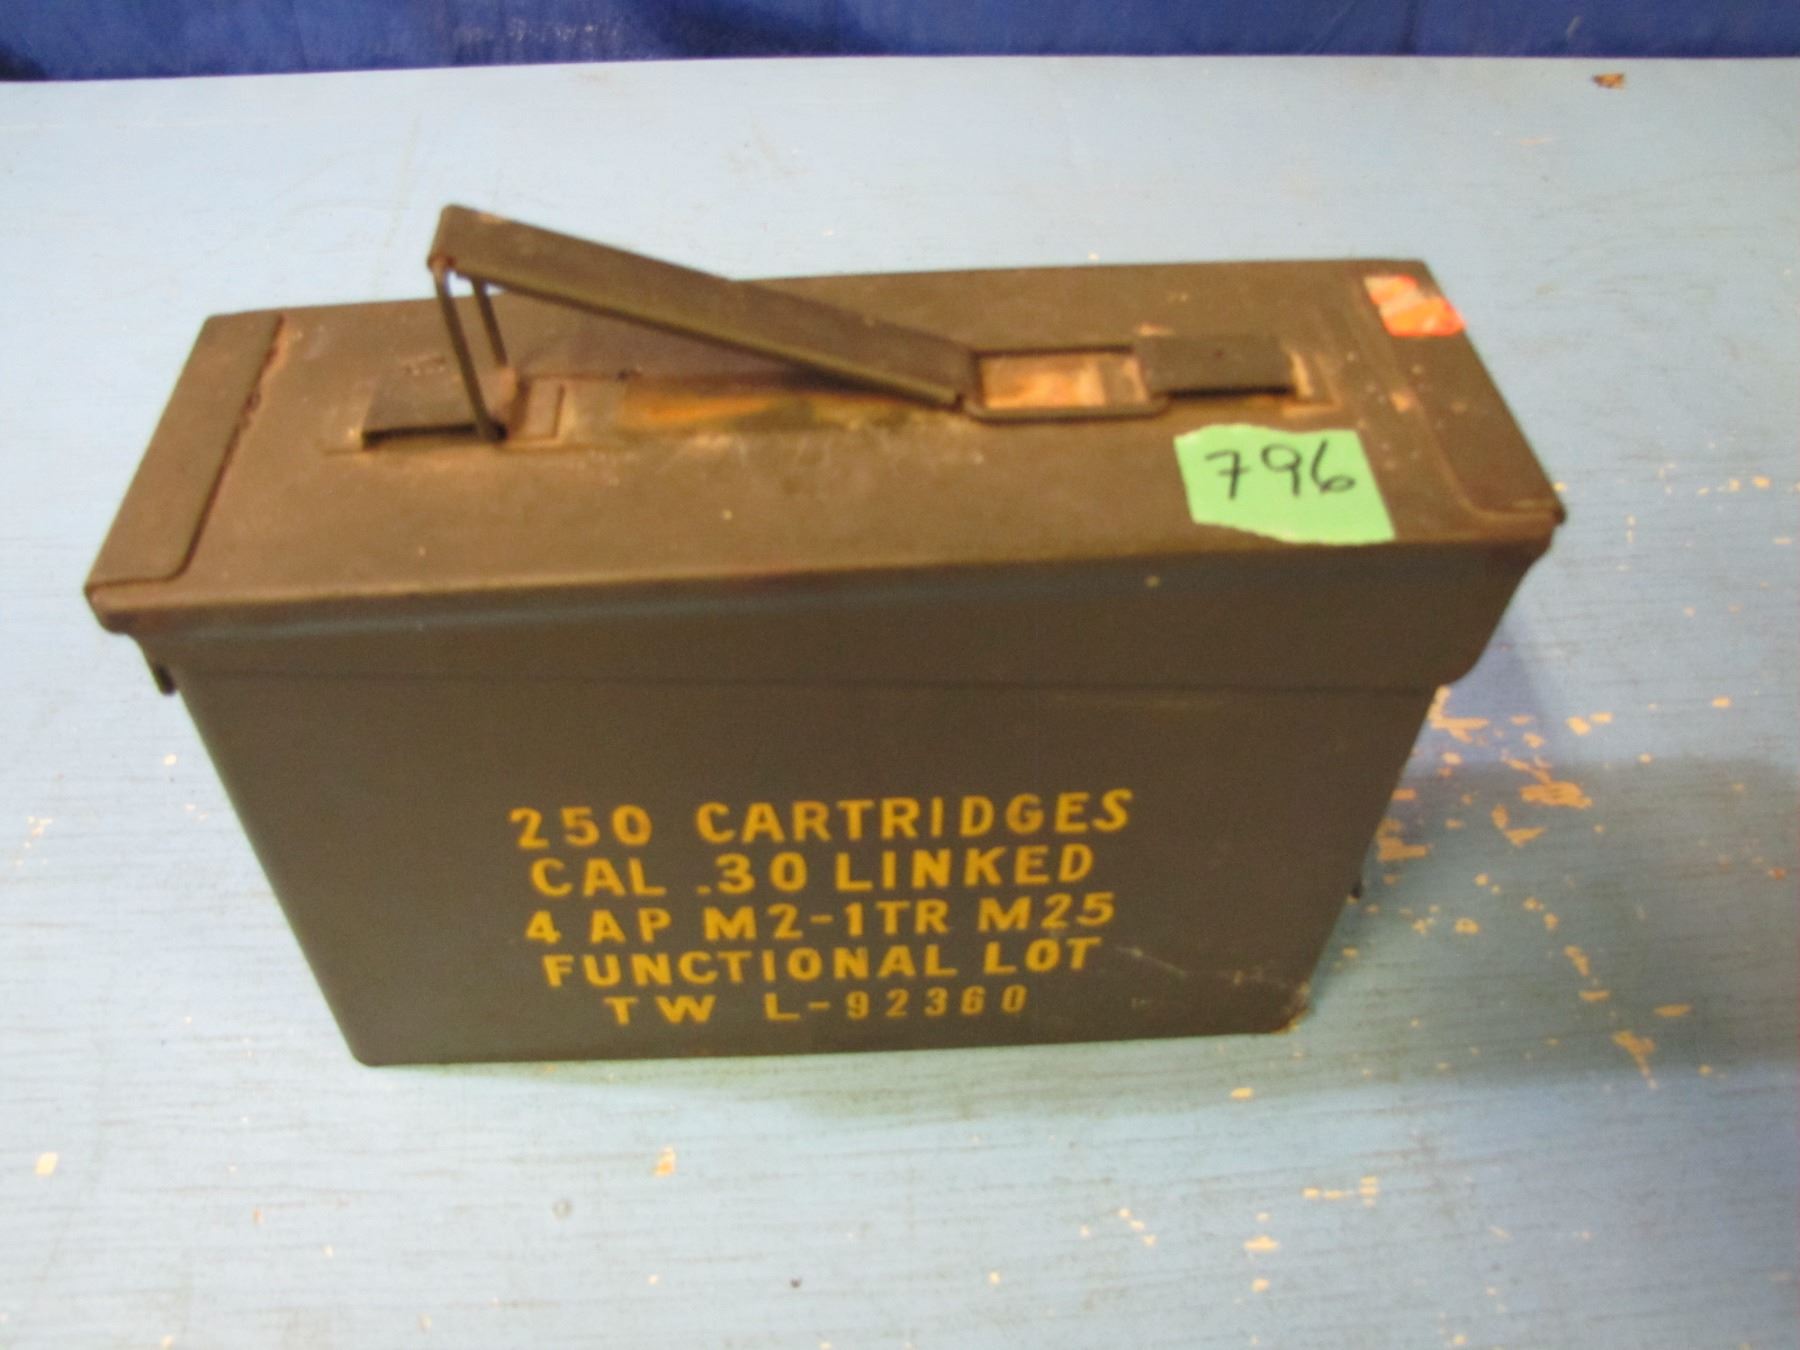 796
250 CARTRIDGES
CAL .30 LINKED
4 AP M2-1TR M25
FUNCTIONAL LOT
TW L-92360